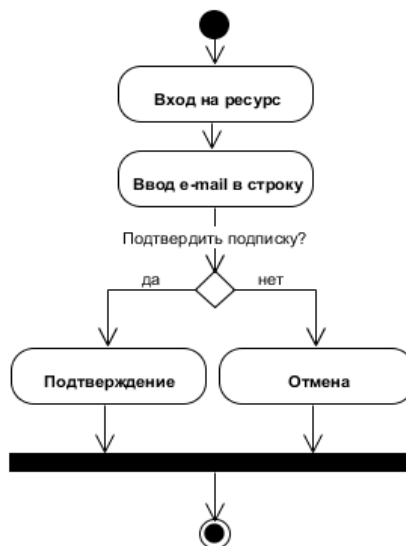 Вход на ресурс
Ввод e-mail в строку
Подтвердить подписку?
да
нет
Подтверждение
Отмена